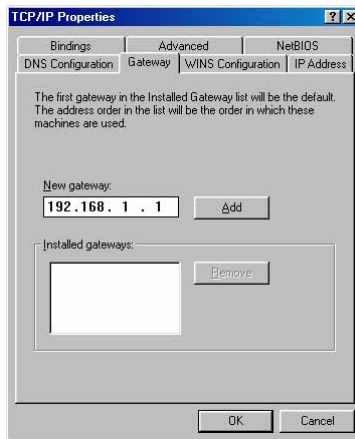 TCP/IP Properties
Bindings Advanced NetBIOS
DNS Configuration Gateway WINS Configuration IP Address
The first gateway in the Installed Gateway list will be the default.
The address order in the list will be the order in which these
machines are used.
New gateway:
192.168. 1 . 1 Add
Installed gateways:
Remove
OK Cancel